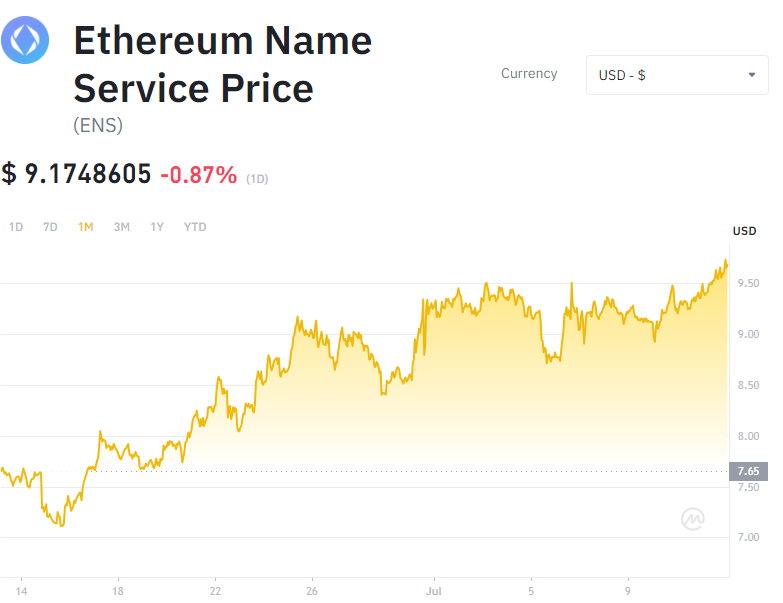 Ethereum Name
Service Price
(ENS)
Currency
USD - $
$ 9.1748605 -0.87% (1D)
1D 7D 1M 3M 1Y YTD
USD
9.50
9.00
8.50
8.00
7.65
7.50
7.00
14 18 22 26 Jul 5 9